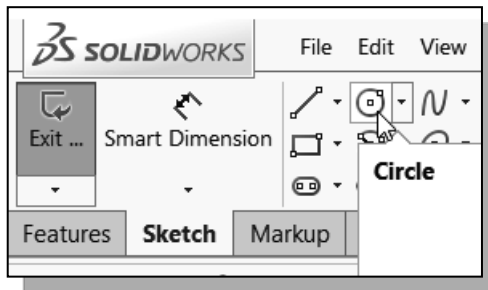 SOLIDWORKS File Edit View
Exit ... Smart Dimension
Circle
Features Sketch Markup